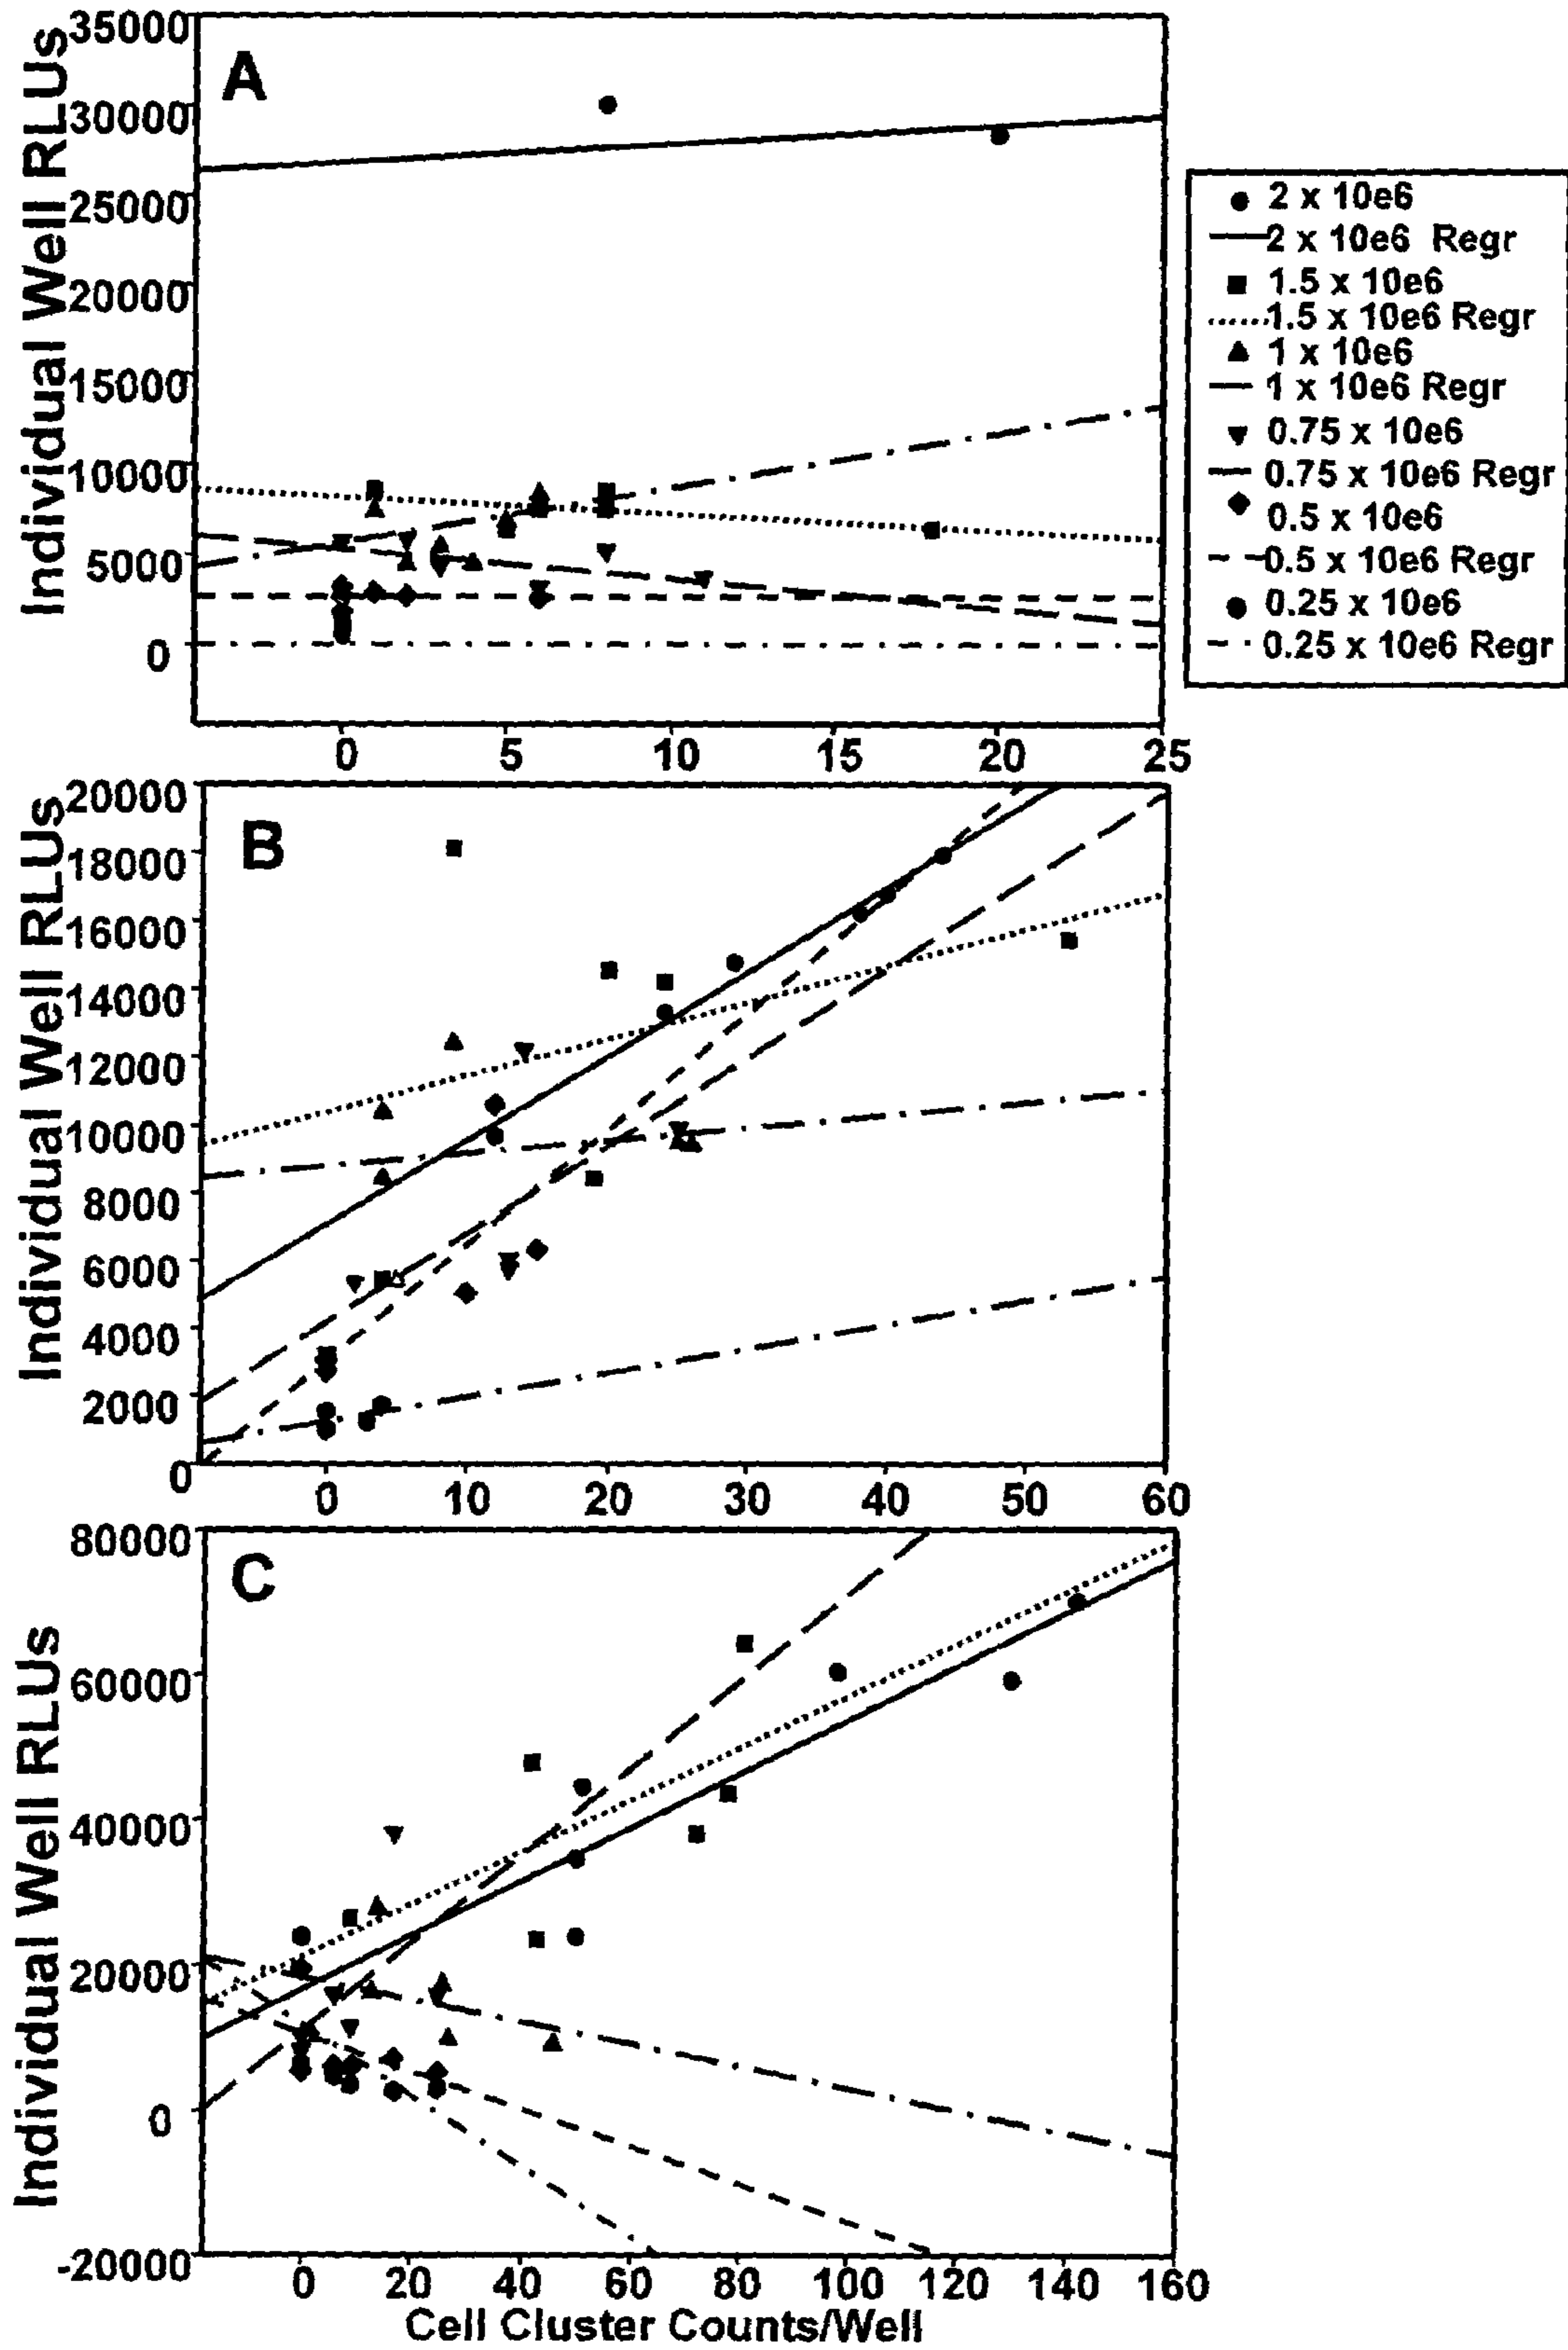 A
Individual Well RLUs
35000
30000
25000
20000
15000
10000
5000
0
0 5 10 15 20 25
2 x 10e6
2 x 10e6 Regr
1.5 x 10e6
1.5 x 10e6 Regr
1 x 10e6
1 x 10e6 Regr
0.75 x 10e6
0.75 x 10e6 Regr
0.5 x 10e6
0.5 x 10e6 Regr
0.25 x 10e6
0.25 x 10e6 Regr
B
Individual Well RLUs
20000
18000
16000
14000
12000
10000
8000
6000
4000
2000
0
0 10 20 30 40 50 60
C
Individual Well RLUs
80000
60000
40000
20000
0
-20000
0 20 40 60 80 100 120 140 160
Cell Cluster Counts/Well